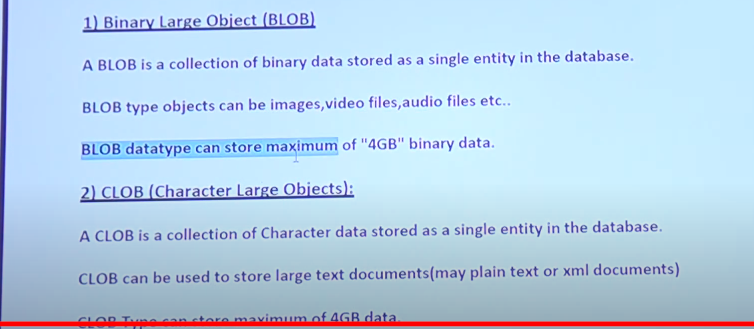 1) Binary Large Object (BLOB)
A BLOB is a collection of binary data stored as a single entity in the database.
BLOB type objects can be images,video files,audio files etc..
BLOB datatype can store maximum of "4GB" binary data.
2) CLOB (Character Large Objects):
A CLOB is a collection of Character data stored as a single entity in the database.
CLOB can be used to store large text documents(may plain text or xml documents)
CLOB Type can store maximum of 4GB data.